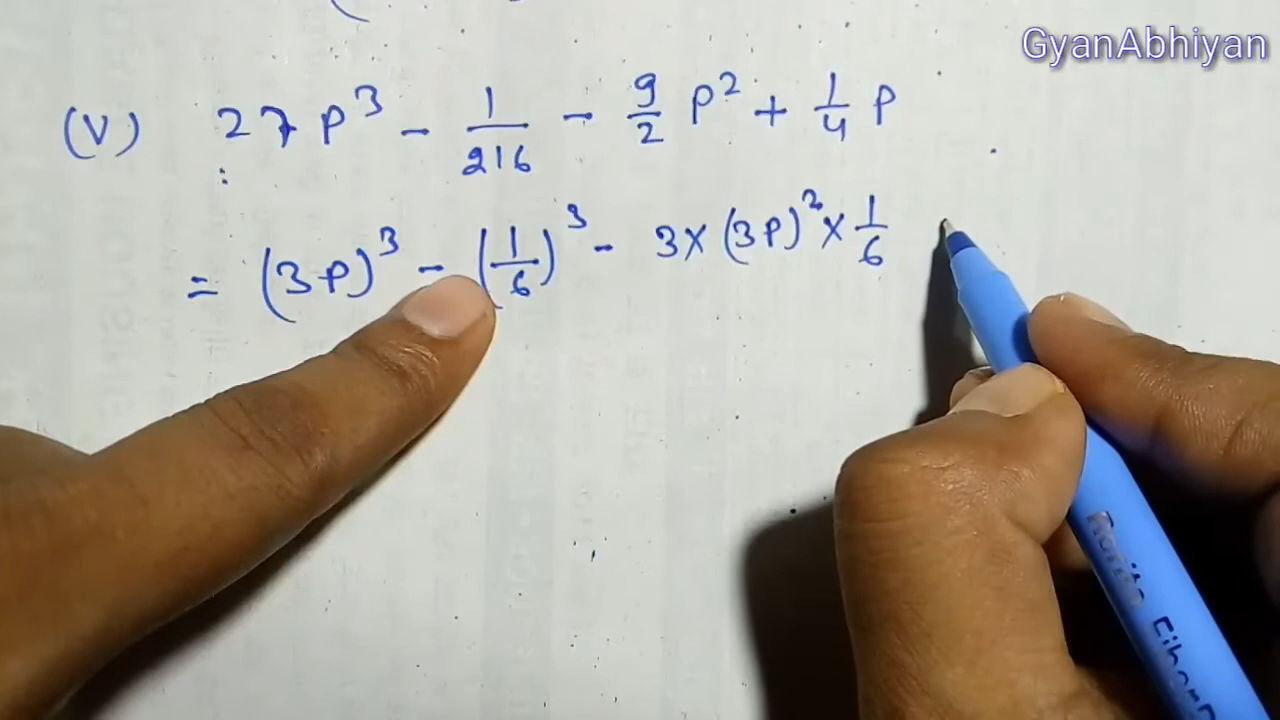 GyanAbhiyan
(V) 27p³ - 1/216 - 9/2 p² + 1/4 p
= (3p)³ - (1/6)³ - 3×(3p)²×1/6